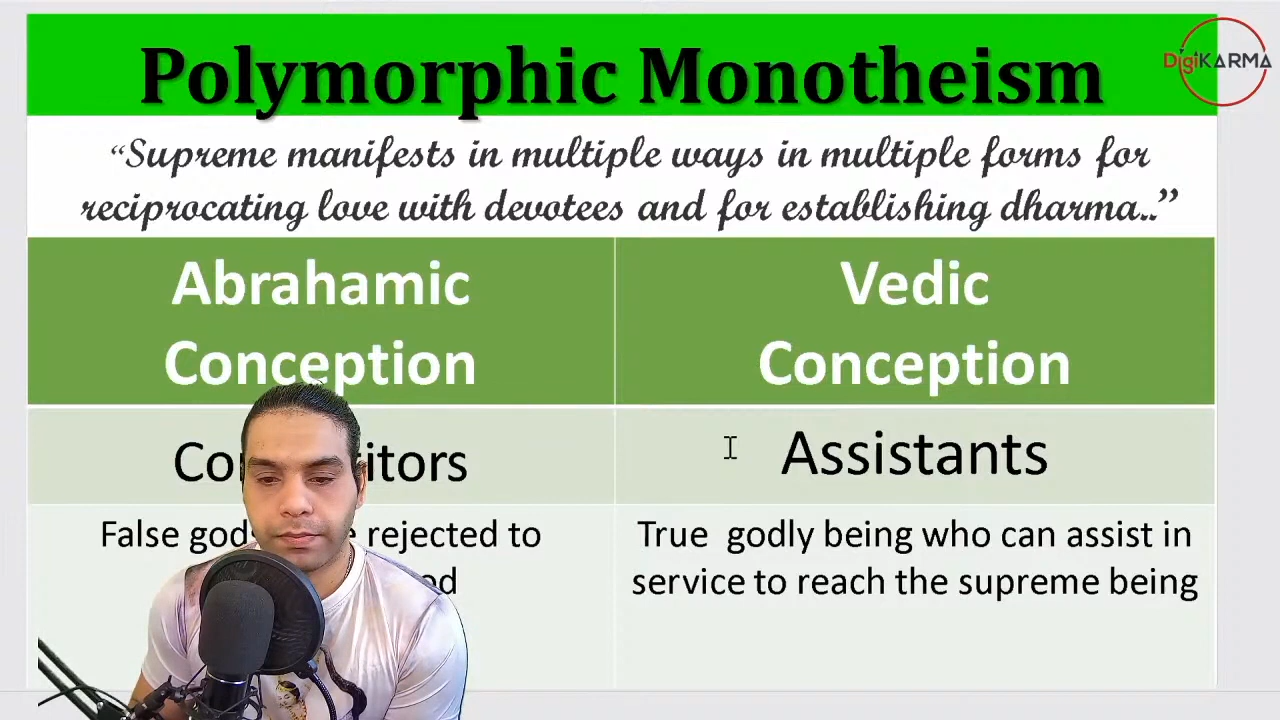 Polymorphic Monotheism
DigiKARMA
“Supreme manifests in multiple ways in multiple forms for
reciprocating love with devotees and for establishing dharma..”
Abrahamic
Conception
Vedic
Conception
Assistants
False rejected to
True godly being who can assist in
service to reach the supreme being